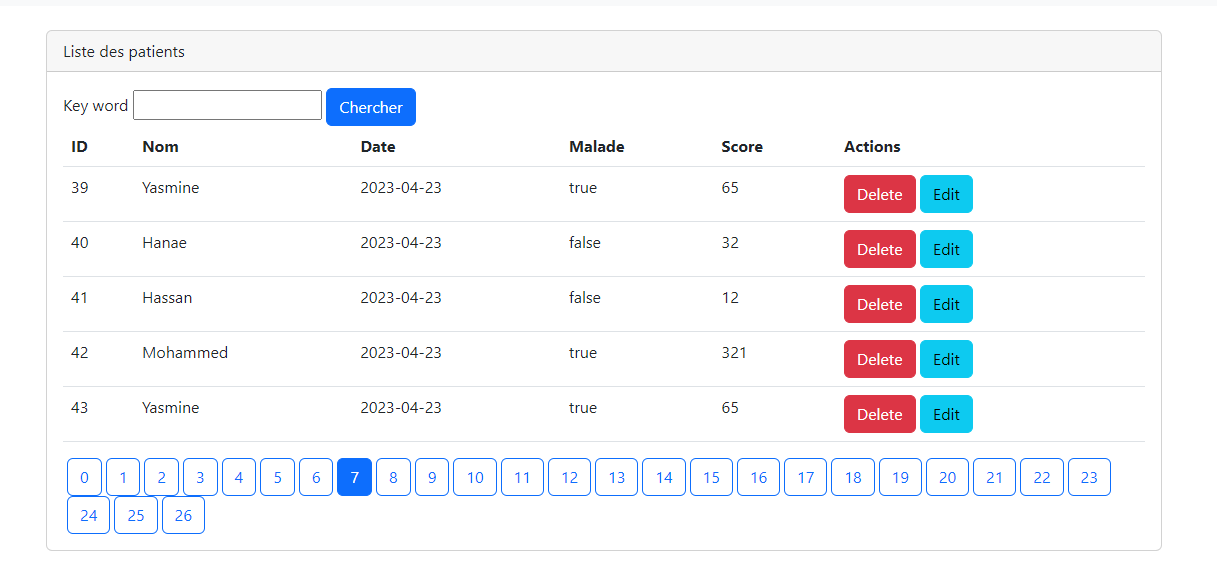 Liste des patients
Key word Chercher
ID Nom Date Malade Score Actions
39 Yasmine 2023-04-23 true 65 Delete Edit
40 Hanae 2023-04-23 false 32 Delete Edit
41 Hassan 2023-04-23 false 12 Delete Edit
42 Mohammed 2023-04-23 true 321 Delete Edit
43 Yasmine 2023-04-23 true 65 Delete Edit
0 1 2 3 4 5 6 7 8 9 10 11 12 13 14 15 16 17 18 19 20 21 22 23
24 25 26